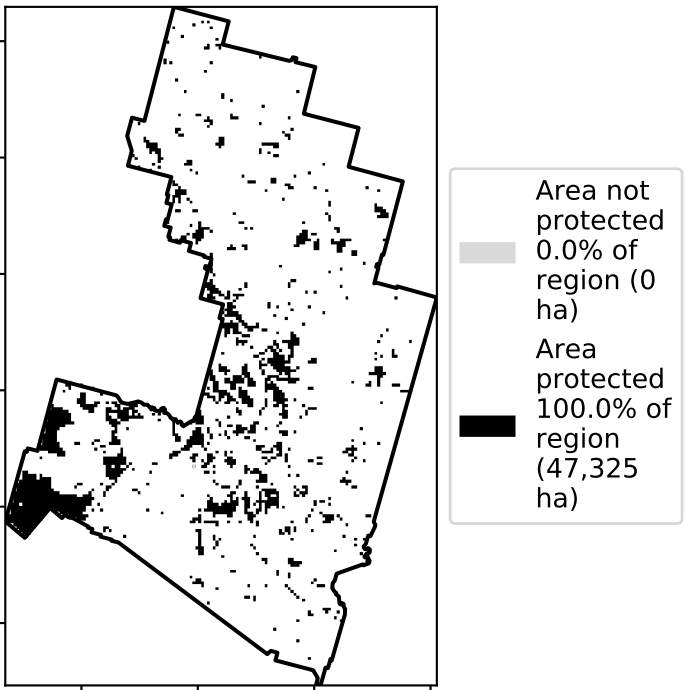 Area not
protected
0.0% of
region (0
ha)
Area
protected
100.0% of
region
(47,325
ha)